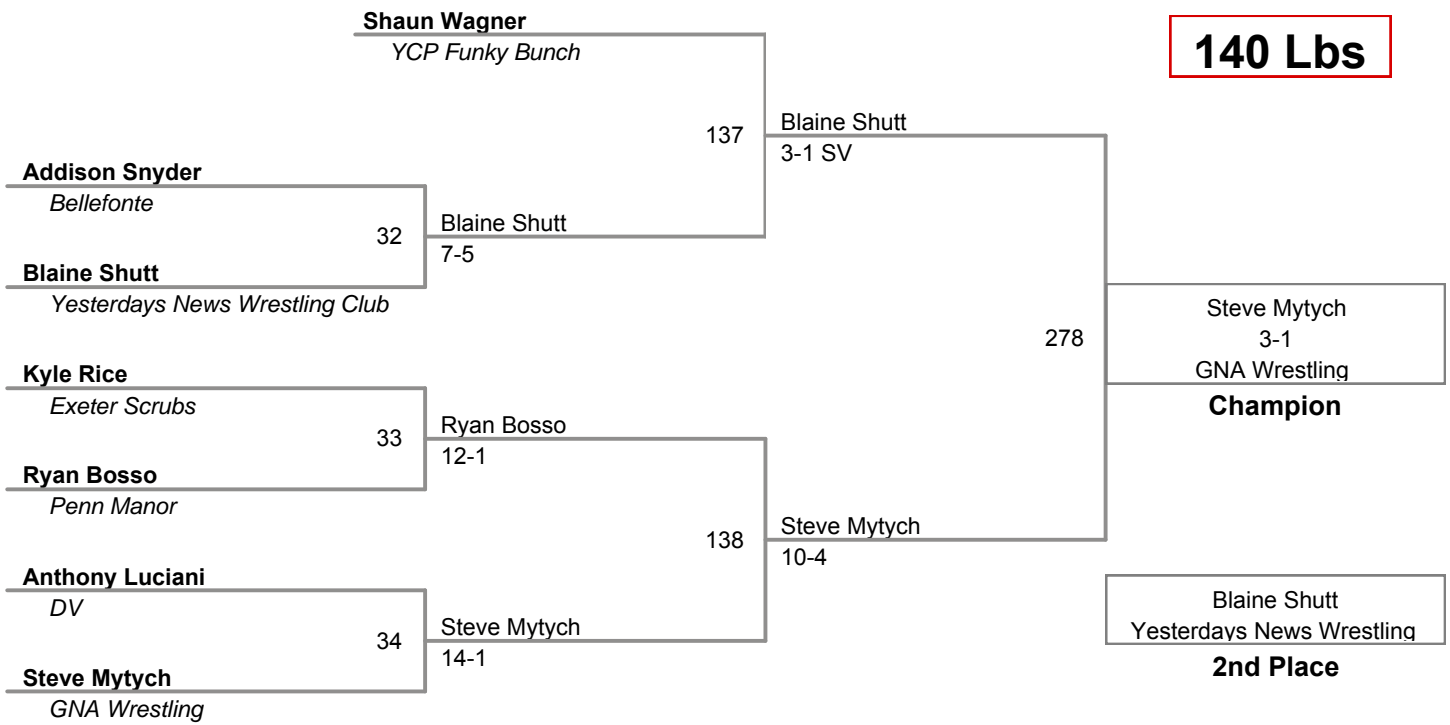 Shaun Wagner
YCP Funky Bunch
140 Lbs
137
Blaine Shutt
3-1 SV
Addison Snyder
Bellefonte
32
Blaine Shutt
7-5
Blaine Shutt
Yesterdays News Wrestling Club
278
Steve Mytych
3-1
GNA Wrestling
Champion
Kyle Rice
Exeter Scrubs
33
Ryan Bosso
12-1
Ryan Bosso
Penn Manor
138
Steve Mytych
10-4
Anthony Luciani
DV
34
Steve Mytych
14-1
Steve Mytych
GNA Wrestling
Blaine Shutt
Yesterdays News Wrestling
2nd Place